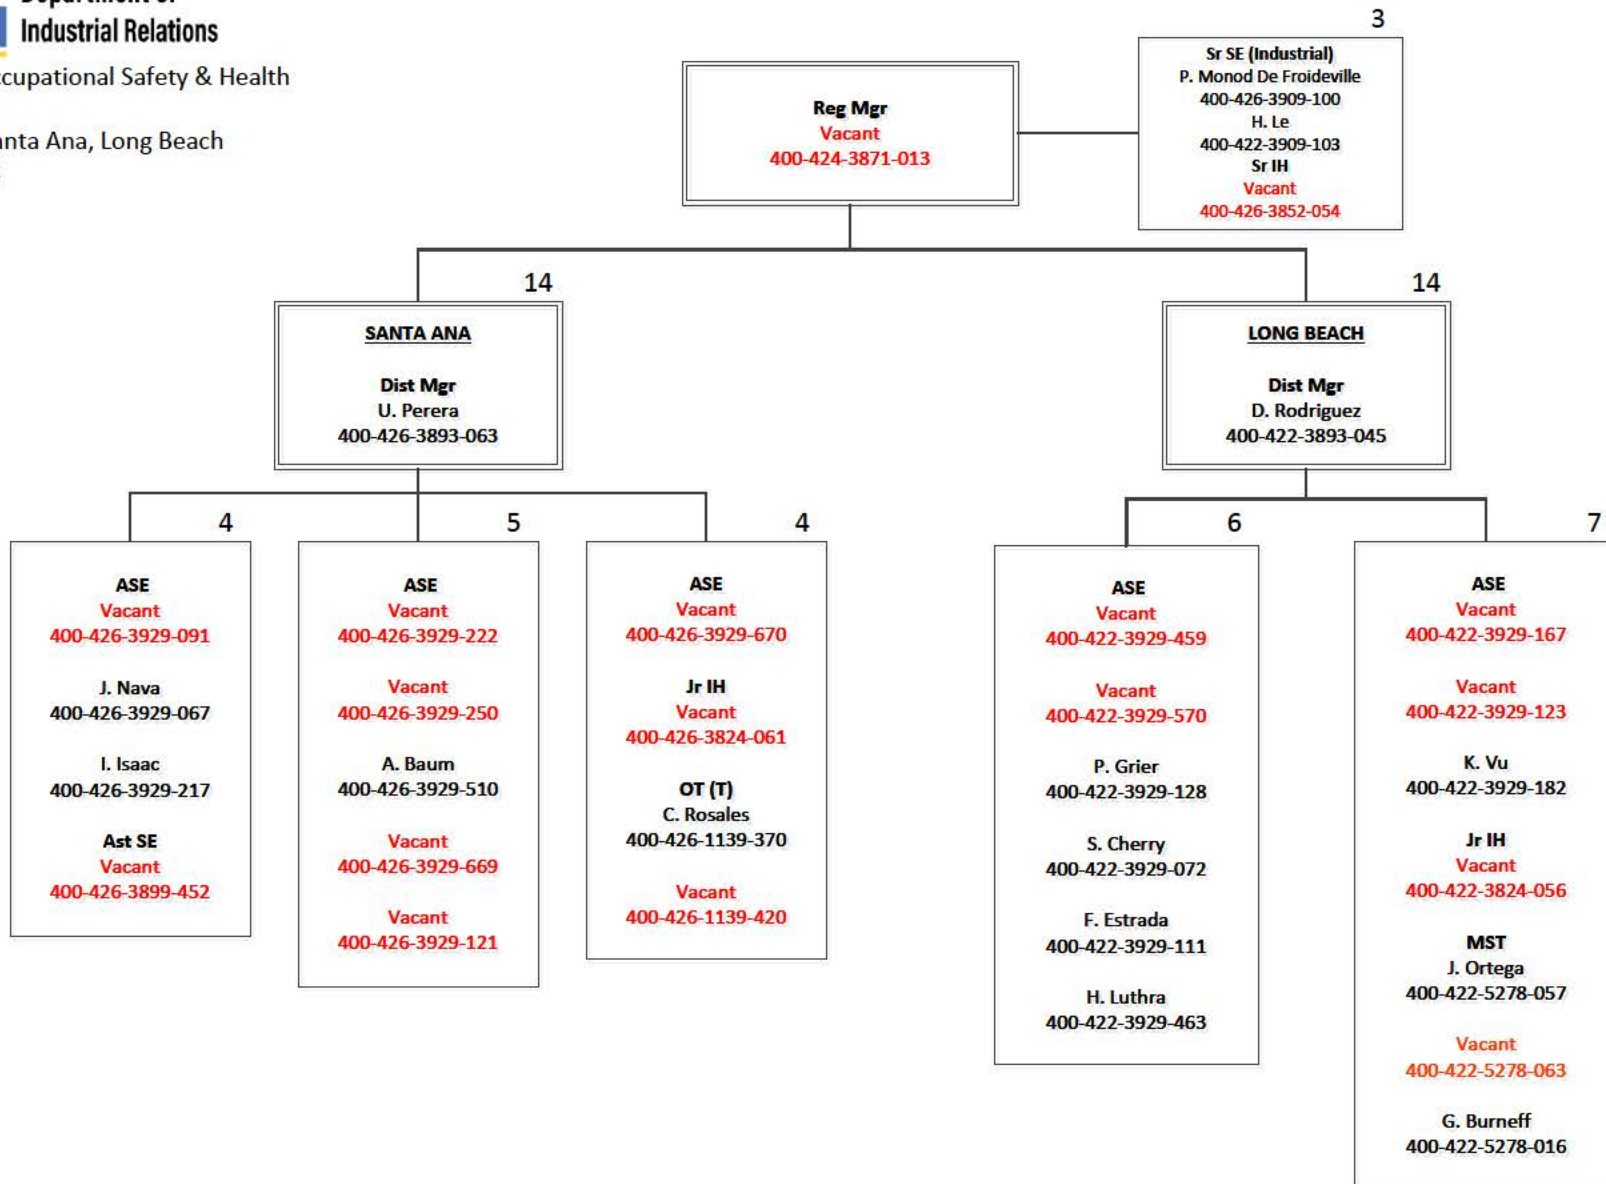 Industrial Relations
Occupational Safety & Health
Santa Ana, Long Beach
3
Sr SE (Industrial)
P. Monod De Froideville
400-426-3909-100
H. Le
400-422-3909-103
Sr IH
Vacant
400-426-3852-054
Reg Mgr
Vacant
400-424-3871-013
14
SANTA ANA
Dist Mgr
U. Perera
400-426-3893-063
14
LONG BEACH
Dist Mgr
D. Rodriguez
400-422-3893-045
4
ASE
Vacant
400-426-3929-091
J. Nava
400-426-3929-067
I. Isaac
400-426-3929-217
Ast SE
Vacant
400-426-3899-452
5
ASE
Vacant
400-426-3929-222
Vacant
400-426-3929-250
A. Baum
400-426-3929-510
Vacant
400-426-3929-669
Vacant
400-426-3929-121
4
ASE
Vacant
400-426-3929-670
Jr IH
Vacant
400-426-3824-061
OT (T)
C. Rosales
400-426-1139-370
Vacant
400-426-1139-420
6
ASE
Vacant
400-422-3929-459
Vacant
400-422-3929-570
P. Grier
400-422-3929-128
S. Cherry
400-422-3929-072
F. Estrada
400-422-3929-111
H. Luthra
400-422-3929-463
7
ASE
Vacant
400-422-3929-167
Vacant
400-422-3929-123
K. Vu
400-422-3929-182
Jr IH
Vacant
400-422-3824-056
MST
J. Ortega
400-422-5278-057
Vacant
400-422-5278-063
G. Burneff
400-422-5278-016